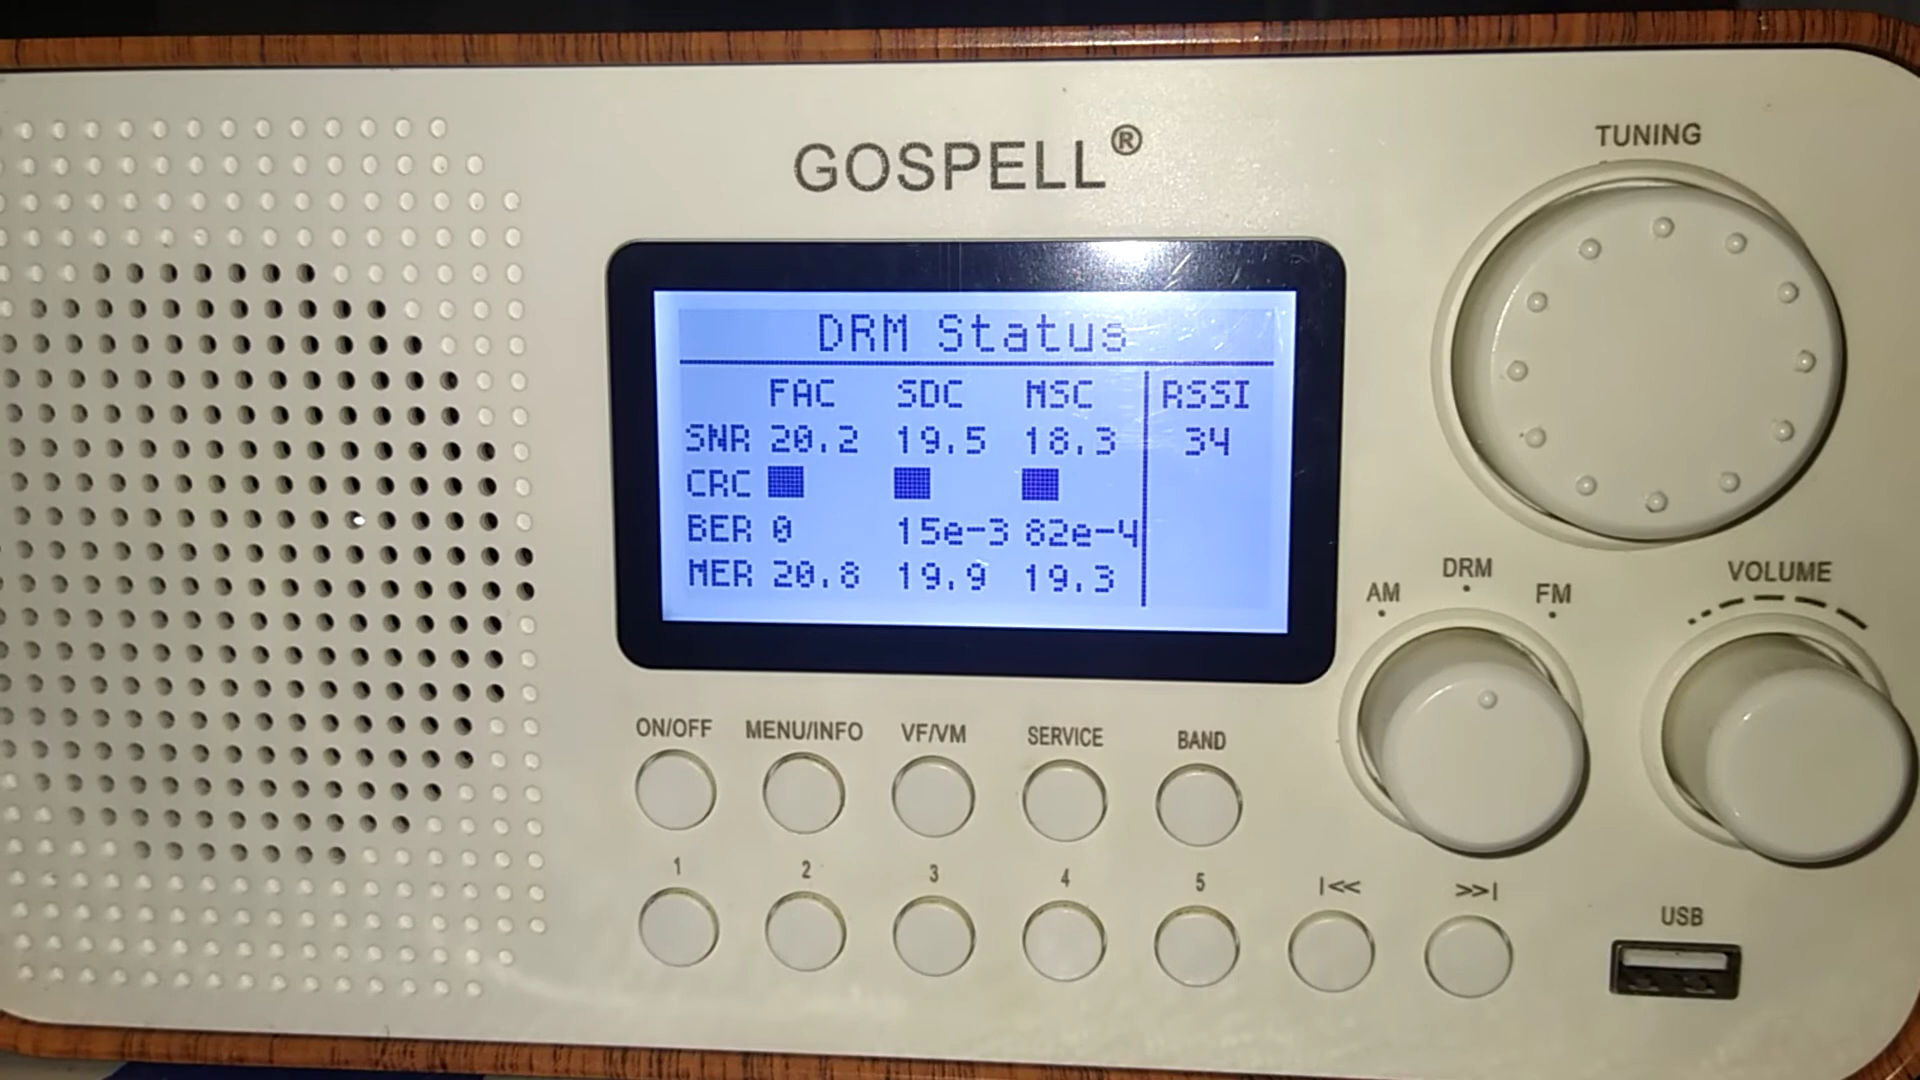 GOSPELL®
TUNING
DRM Status
FAC SDC MSC RSSI
SNR 20.2 19.5 18.3 34
CRC
BER 0 15e-3 82e-4
MER 20.8 19.9 19.3
AM DRM FM
VOLUME
ON/OFF MENU/INFO VF/VM SERVICE BAND
1 2 3 4 5 |<< >>|
USB